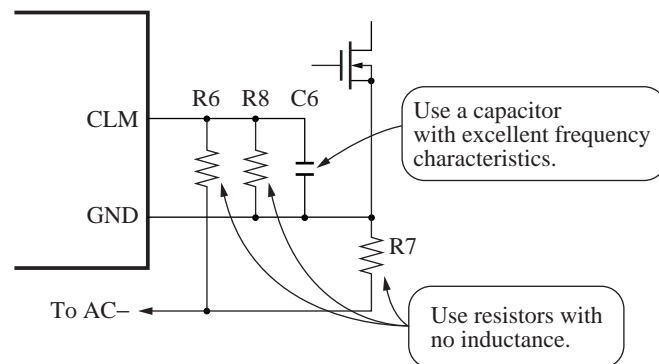 R6 R8 C6
CLM
Use a capacitor
with excellent frequency
characteristics.
GND
R7
To AC–
Use resistors with
no inductance.